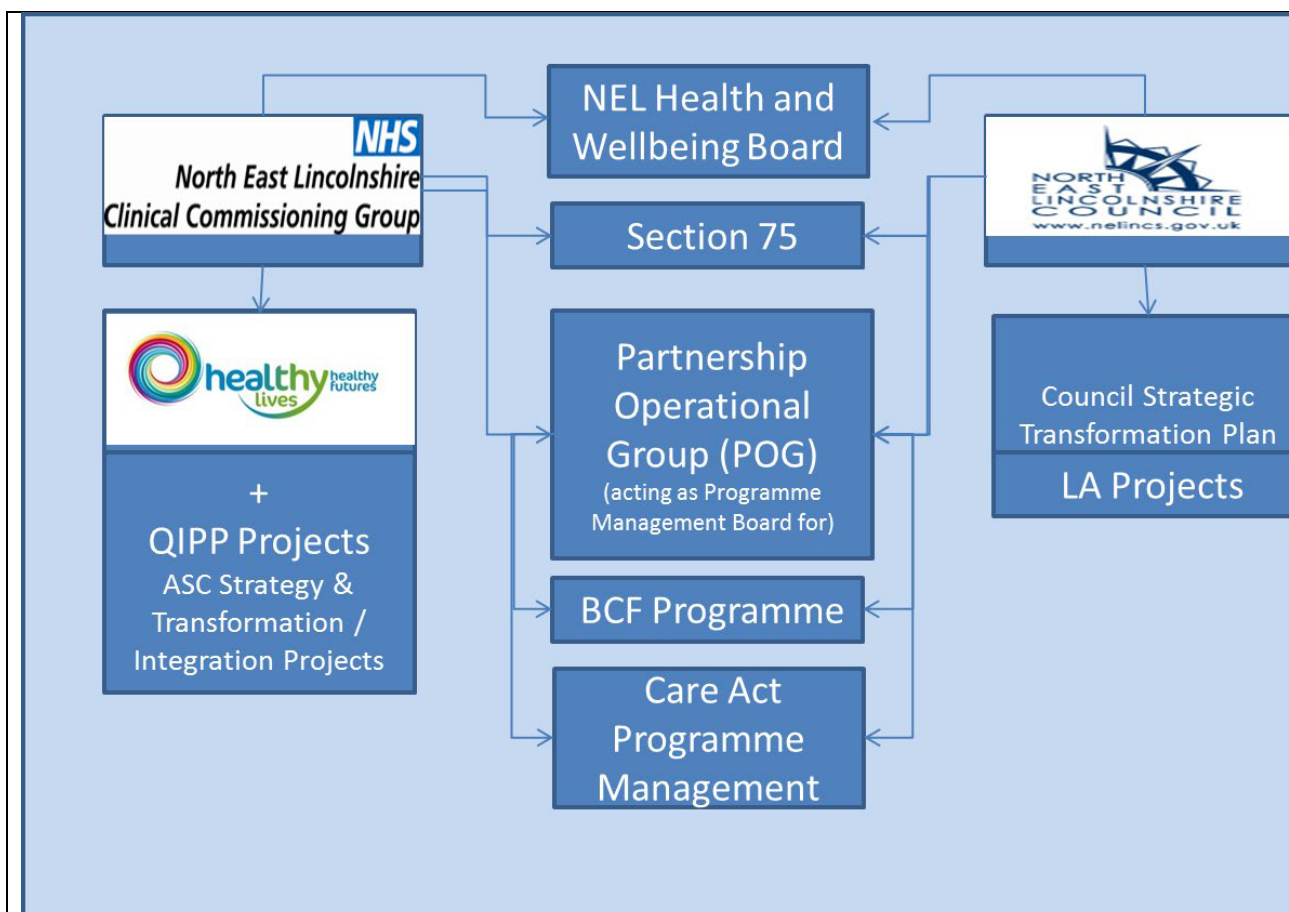 NEL Health and
Wellbeing Board
NHS
North East Lincolnshire
Clinical Commissioning Group
NORTH
EAST
LINCOLNSHIRE
COUNCIL
www.nelincs.gov.uk
Section 75
healthy
lives
healthy
futures
Partnership
Operational
Group (POG)
(acting as Programme
Management Board for)
Council Strategic
Transformation Plan
LA Projects
+
QIPP Projects
ASC Strategy &
Transformation /
Integration Projects
BCF Programme
Care Act
Programme
Management